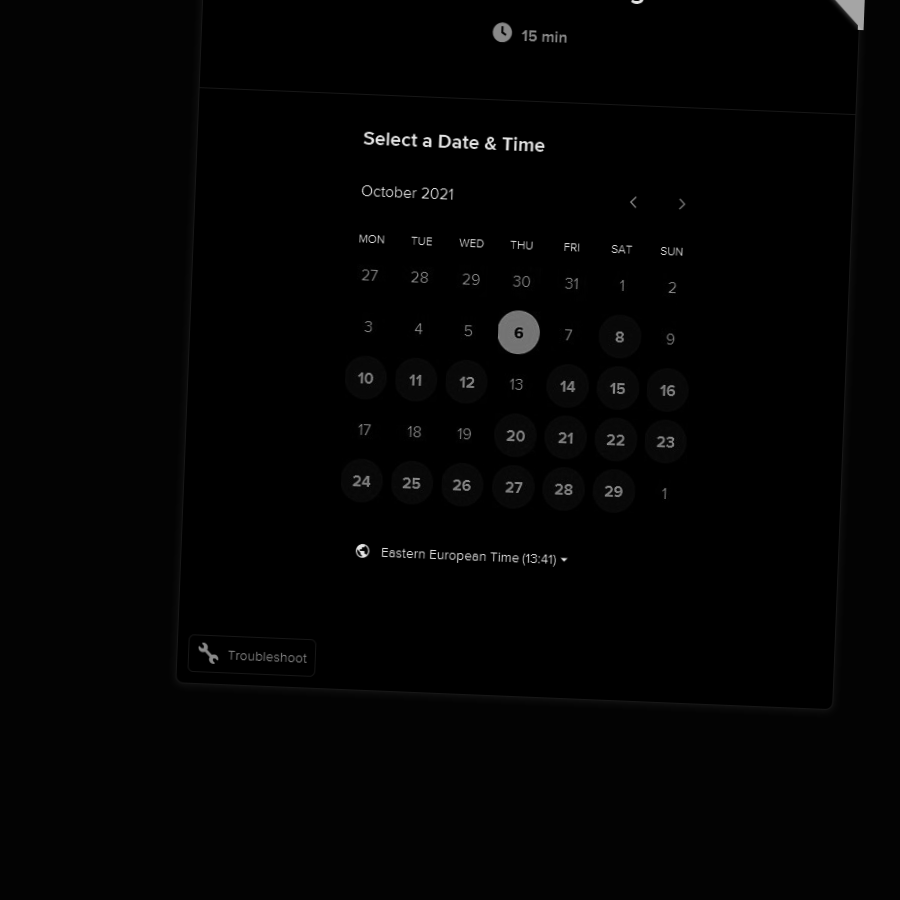 15 min
Select a Date & Time
October 2021
MON TUE WED THU FRI SAT SUN
27 28 29 30 31 1 2
3 4 5 6 7 8 9
10 11 12 13 14 15 16
17 18 19 20 21 22 23
24 25 26 27 28 29 1
Eastern European Time (13:41)
Troubleshoot